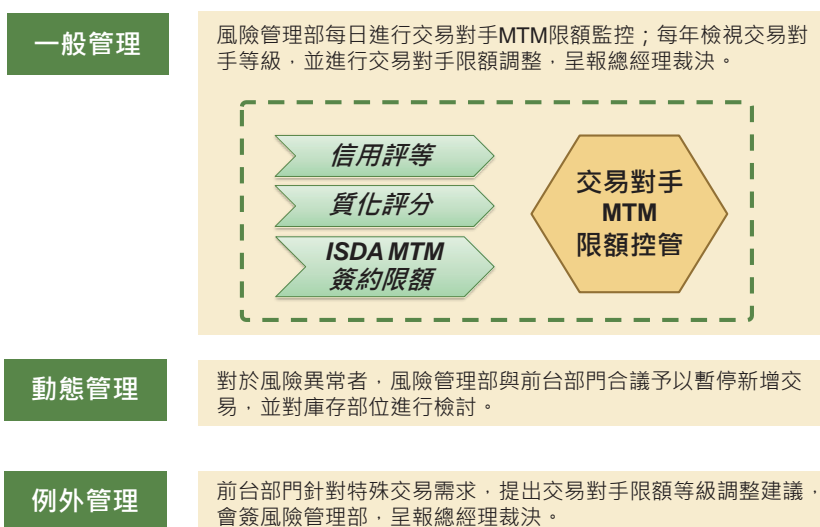 一般管理
風險管理部每日進行交易對手MTM限額監控；每年檢視交易對
手等級，並進行交易對手限額調整，呈報總經理裁決。
信用評等
質化評分
ISDA MTM
簽約限額
交易對手
MTM
限額控管
動態管理
對於風險異常者，風險管理部與前台部門合議予以暫停新增交
易，並對庫存部位進行檢討。
例外管理
前台部門針對特殊交易需求，提出交易對手限額等級調整建議，
會簽風險管理部，呈報總經理裁決。